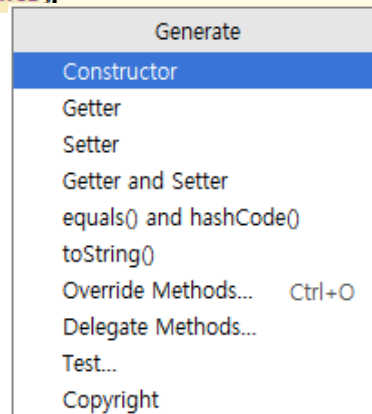 Generate
Constructor
Getter
Setter
Getter and Setter
equals() and hashCode()
toString()
Override Methods... Ctrl+O
Delegate Methods...
Test...
Copyright